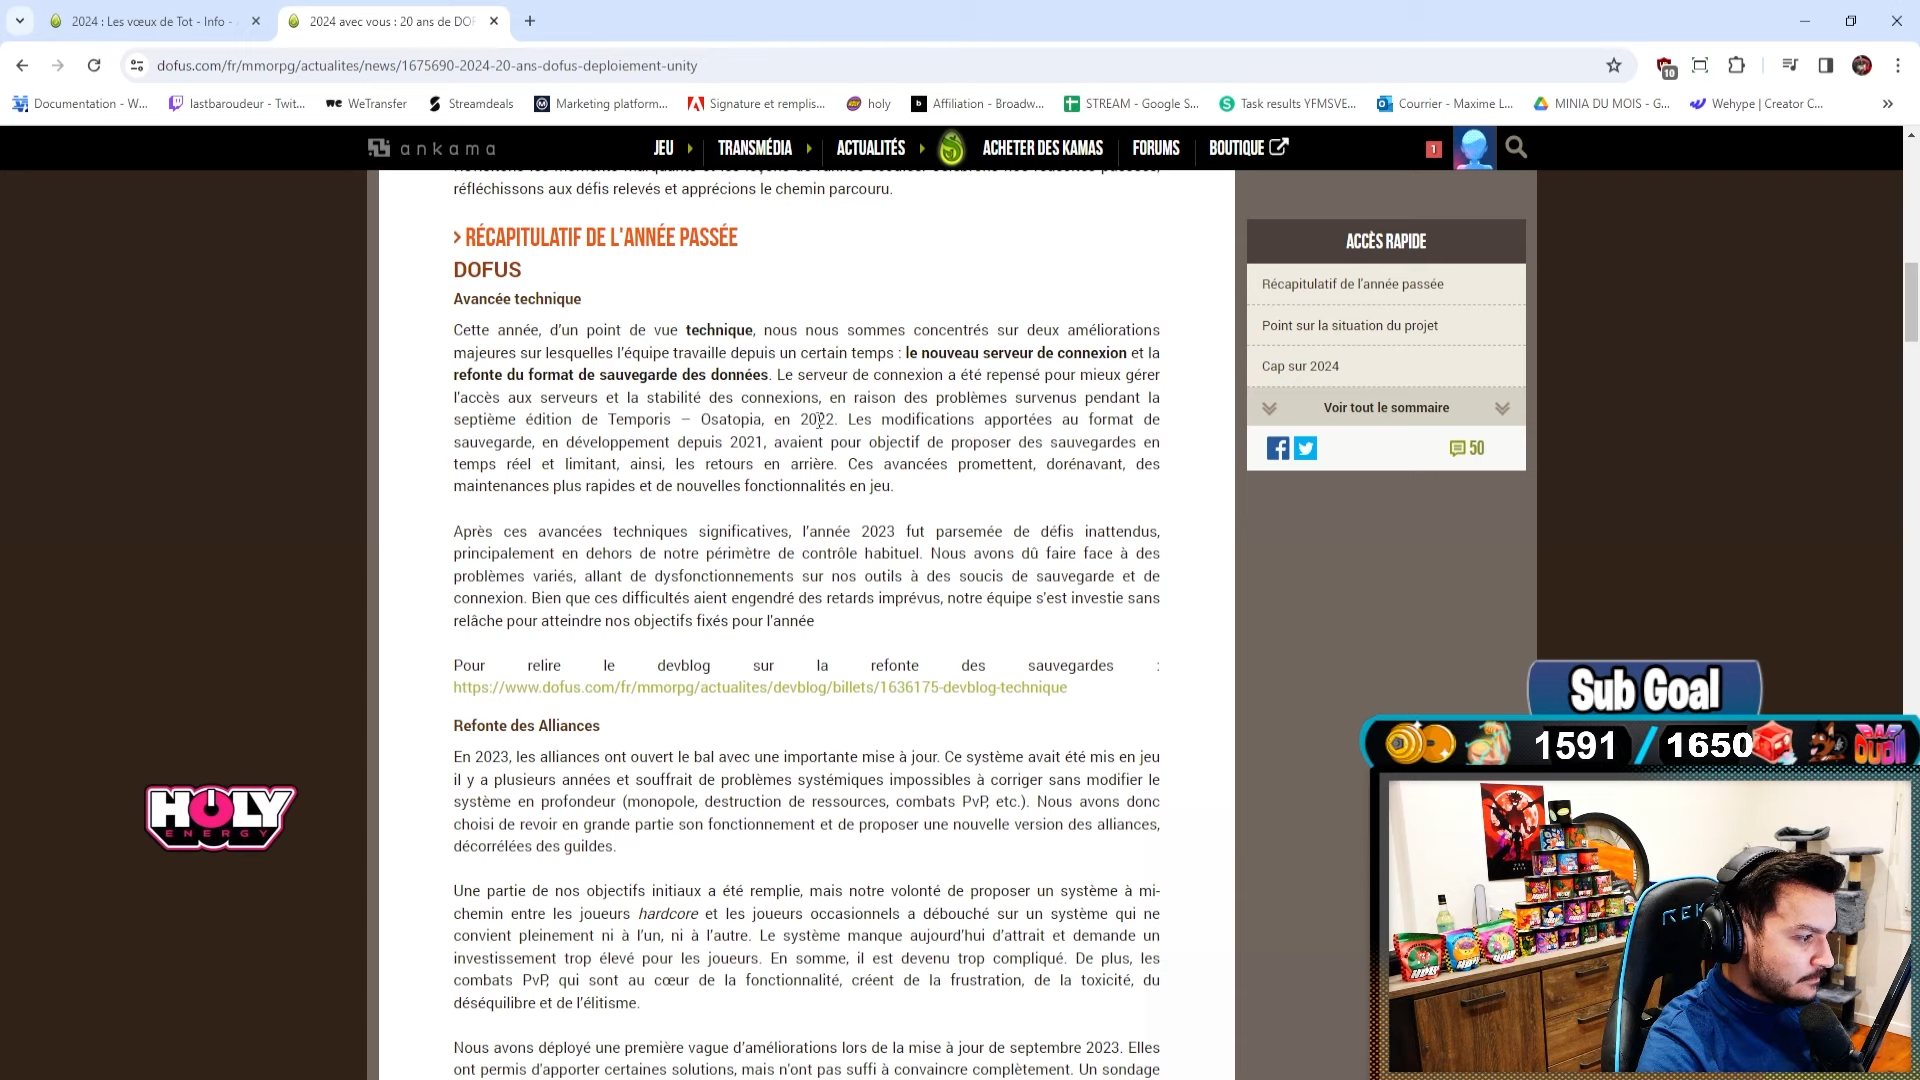 2024 : Les vœux de Tot - Info -
2024 avec vous : 20 ans de DOF
dofus.com/fr/mmorpg/actualites/news/1675690-2024-20-ans-dofus-deploiement-unity
10
Documentation - W...
lastbaroudeur - Twit...
we WeTransfer
Streamdeals
Marketing platform...
Signature et remplis...
holy
Affiliation - Broadw...
STREAM - Google S...
Task results YFMSVE...
Courrier - Maxime L...
MINIA DU MOIS - G...
Wehype | Creator C...
ankama
JEU
TRANSMÉDIA
ACTUALITÉS
ACHETER DES KAMAS
FORUMS
BOUTIQUE
1
réfléchissons aux défis relevés et apprécions le chemin parcouru.
> RÉCAPITULATIF DE L'ANNÉE PASSÉE
DOFUS
Avancée technique
Cette année, d'un point de vue technique, nous nous sommes concentrés sur deux améliorations
majeures sur lesquelles l'équipe travaille depuis un certain temps : le nouveau serveur de connexion et la
refonte du format de sauvegarde des données. Le serveur de connexion a été repensé pour mieux gérer
l'accès aux serveurs et la stabilité des connexions, en raison des problèmes survenus pendant la
septième édition de Temporis – Osatopia, en 2022. Les modifications apportées au format de
sauvegarde, en développement depuis 2021, avaient pour objectif de proposer des sauvegardes en
temps réel et limitant, ainsi, les retours en arrière. Ces avancées promettent, dorénavant, des
maintenances plus rapides et de nouvelles fonctionnalités en jeu.
Après ces avancées techniques significatives, l'année 2023 fut parsemée de défis inattendus,
principalement en dehors de notre périmètre de contrôle habituel. Nous avons dû faire face à des
problèmes variés, allant de dysfonctionnements sur nos outils à des soucis de sauvegarde et de
connexion. Bien que ces difficultés aient engendré des retards imprévus, notre équipe s'est investie sans
relâche pour atteindre nos objectifs fixés pour l'année
Pour relire le devblog sur la refonte des sauvegardes :
https://www.dofus.com/fr/mmorpg/actualites/devblog/billets/1636175-devblog-technique
Refonte des Alliances
En 2023, les alliances ont ouvert le bal avec une importante mise à jour. Ce système avait été mis en jeu
il y a plusieurs années et souffrait de problèmes systémiques impossibles à corriger sans modifier le
système en profondeur (monopole, destruction de ressources, combats PvP, etc.). Nous avons donc
choisi de revoir en grande partie son fonctionnement et de proposer une nouvelle version des alliances,
décorrélées des guildes.
Une partie de nos objectifs initiaux a été remplie, mais notre volonté de proposer un système à mi-
chemin entre les joueurs hardcore et les joueurs occasionnels a débouché sur un système qui ne
convient pleinement ni à l'un, ni à l'autre. Le système manque aujourd'hui d'attrait et demande un
investissement trop élevé pour les joueurs. En somme, il est devenu trop compliqué. De plus, les
combats PvP, qui sont au cœur de la fonctionnalité, créent de la frustration, de la toxicité, du
déséquilibre et de l'élitisme.
Nous avons déployé une première vague d'améliorations lors de la mise à jour de septembre 2023. Elles
ont permis d'apporter certaines solutions, mais n'ont pas suffi à convaincre complètement. Un sondage
ACCÈS RAPIDE
Récapitulatif de l'année passée
Point sur la situation du projet
Cap sur 2024
Voir tout le sommaire
50
Sub Goal
1591 / 1650
HOLY
ENERGY